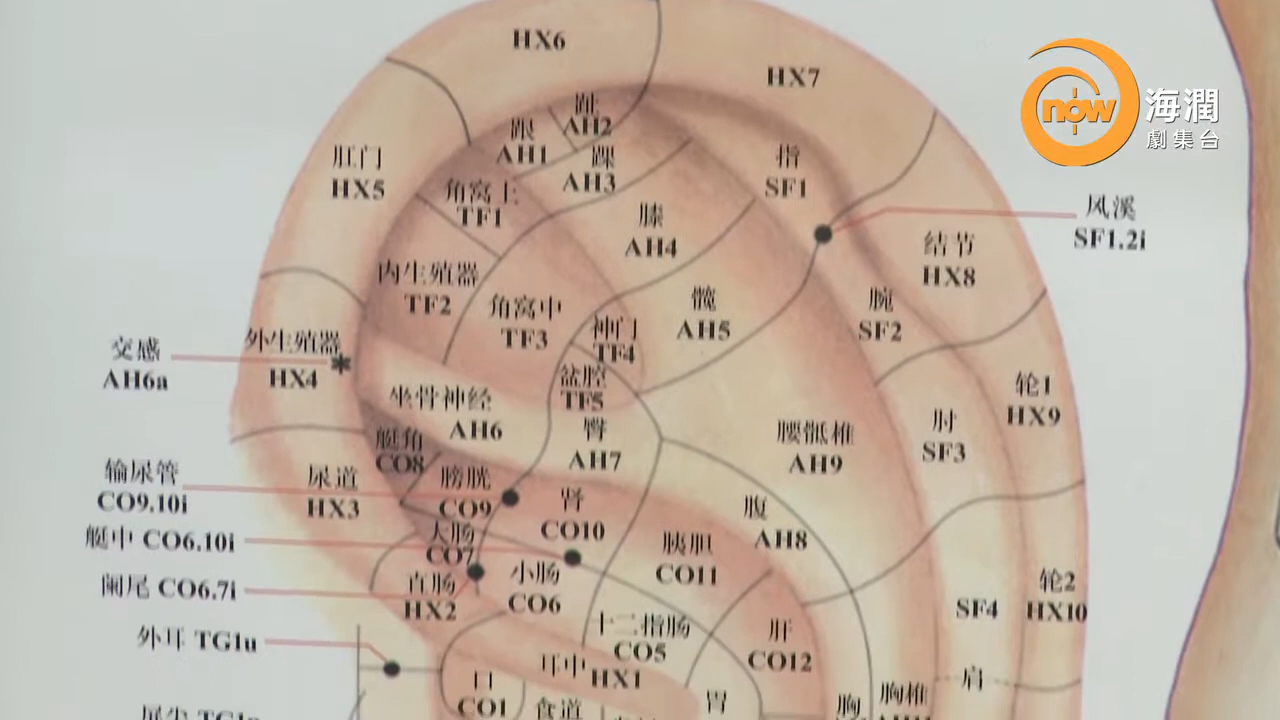 HX6
HX7
now
海潤
劇集台
趾
AH2
跟
AH1
踝
AH3
指
SF1
肛门
HX5
角窝上
TF1
膝
AH4
风溪
SF1.2i
结节
HX8
内生殖器
TF2
角窝中
TF3
髋
AH5
腕
SF2
神门
TF4
交感
AH6a
外生殖器
HX4
盆腔
TF5
轮1
HX9
坐骨神经
AH6
臀
AH7
腰骶椎
AH9
肘
SF3
艇角
CO8
输尿管
CO9.10i
尿道
HX3
膀胱
CO9
肾
CO10
腹
AH8
艇中 CO6.10i
大肠
CO7
胰胆
CO11
阑尾 CO6.7i
直肠
HX2
小肠
CO6
轮2
HX10
SF4
外耳 TG1u
十二指肠
CO5
肝
CO12
耳中
HX1
肩
口
CO1
食道
胃
胸
胸椎